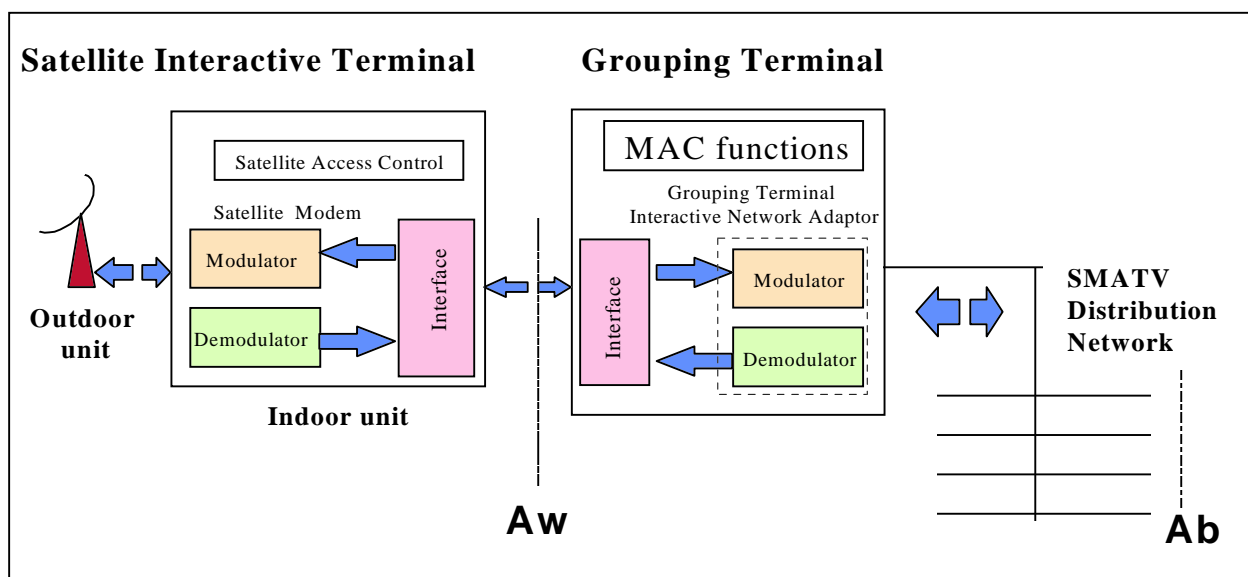 Satellite Interactive Terminal
Grouping Terminal
Satellite Access Control
Satellite Modem
Modulator
Demodulator
Interface
Outdoor
unit
Indoor unit
Aw
MAC functions
Grouping Terminal
Interactive Network Adaptor
Interface
Modulator
Demodulator
SMATV
Distribution
Network
Ab